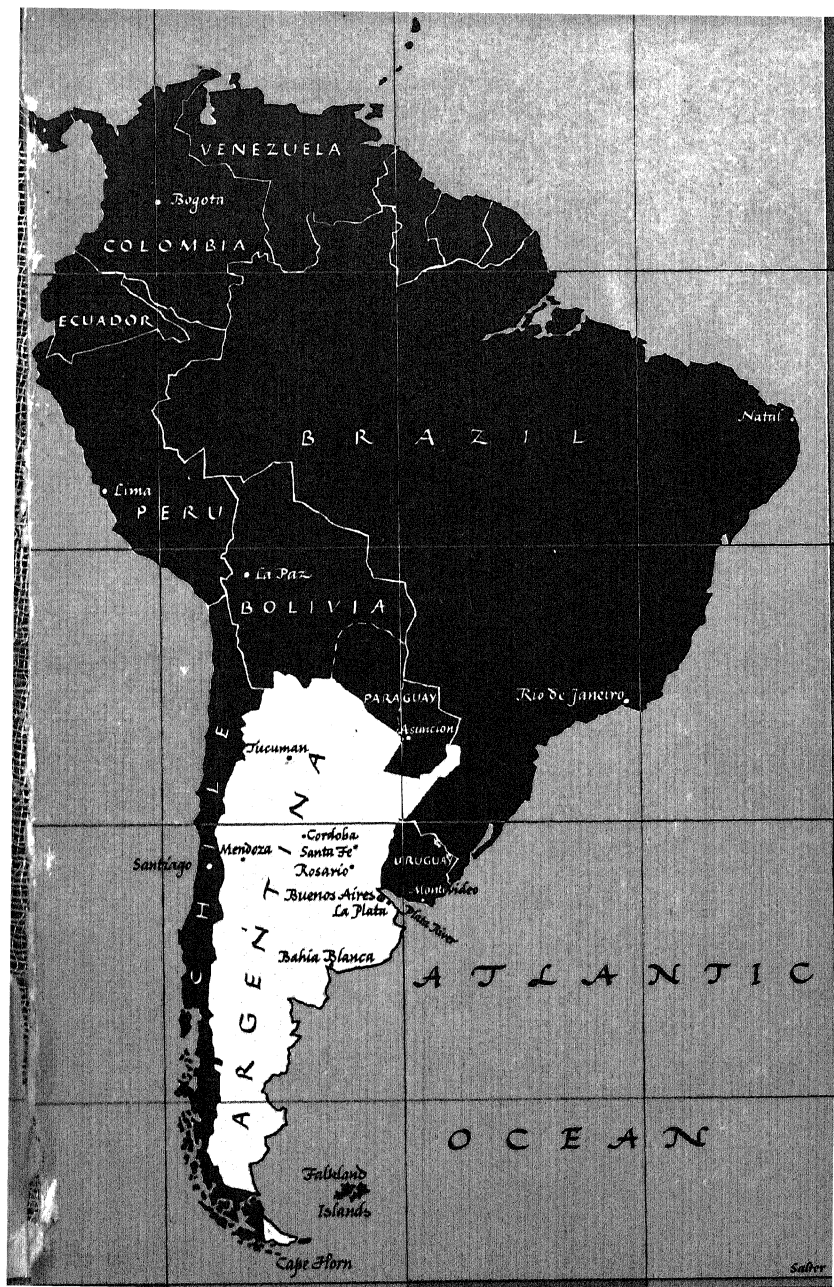 VENEZUELA
Bogota
COLOMBIA
ECUADOR
BRAZIL
Natal
Lima
PERU
La Paz
BOLIVIA
PARAGUAY
Rio de Janeiro
Asuncion
Tucuman
CHILE
ARGENTINA
Cordoba
Mendoza
Santa Fe
Santiago
Rosario
URUGUAY
Montevideo
Buenos Aires
La Plata
Plata River
Bahia Blanca
ATLANTIC
OCEAN
Falkland
Islands
Cape Horn
Salter